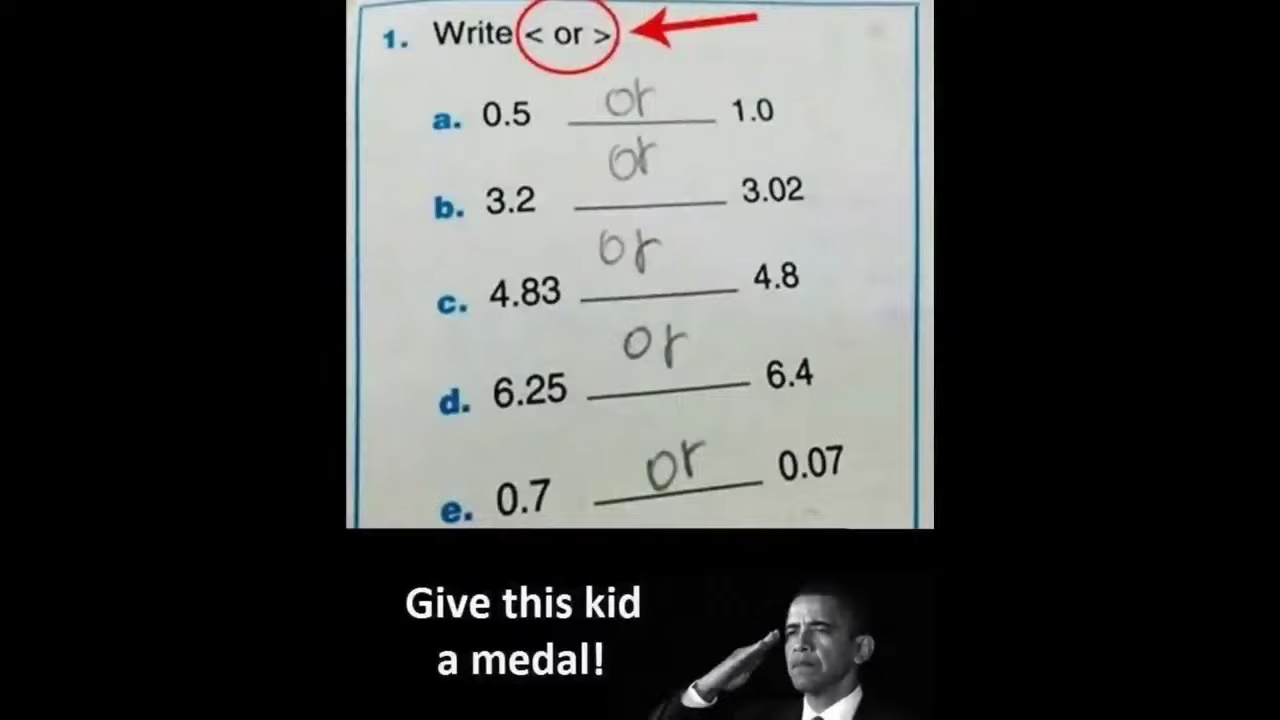 1. Write < or >
a. 0.5 or 1.0
b. 3.2 or 3.02
c. 4.83 or 4.8
d. 6.25 or 6.4
e. 0.7 or 0.07
Give this kid
a medal!